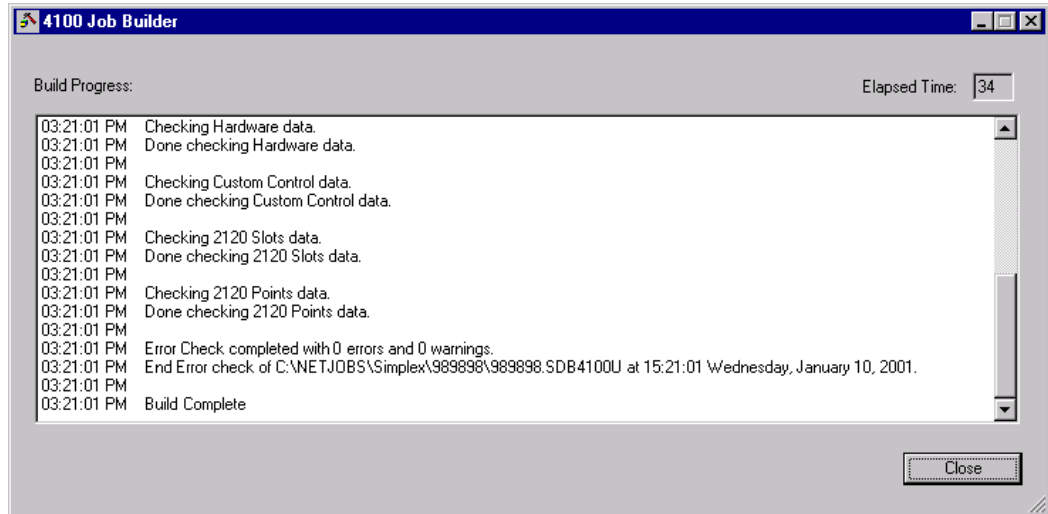 4100 Job Builder
Build Progress:
Elapsed Time: 34
03:21:01 PM Checking Hardware data.
03:21:01 PM Done checking Hardware data.
03:21:01 PM
03:21:01 PM Checking Custom Control data.
03:21:01 PM Done checking Custom Control data.
03:21:01 PM
03:21:01 PM Checking 2120 Slots data.
03:21:01 PM Done checking 2120 Slots data.
03:21:01 PM
03:21:01 PM Checking 2120 Points data.
03:21:01 PM Done checking 2120 Points data.
03:21:01 PM
03:21:01 PM Error Check completed with 0 errors and 0 warnings.
03:21:01 PM End Error check of C:\NETJOBS\Simplex\989898\989898.SDB4100U at 15:21:01 Wednesday, January 10, 2001.
03:21:01 PM
03:21:01 PM Build Complete
Close